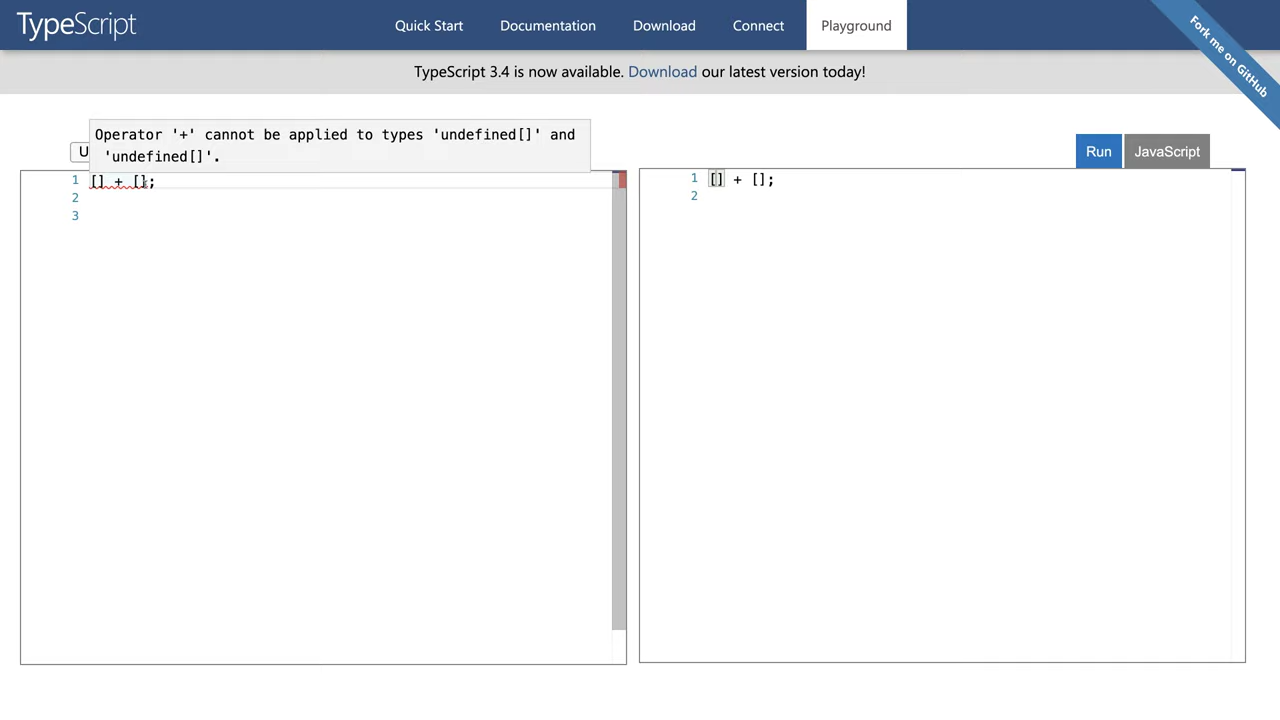 TypeScript
Quick Start
Documentation
Download
Connect
Playground
Fork me on GitHub
TypeScript 3.4 is now available. Download our latest version today!
Operator '+' cannot be applied to types 'undefined[]' and
'undefined[]'.
U
Run
JavaScript
1 [] + [];
2
3
1 [] + [];
2